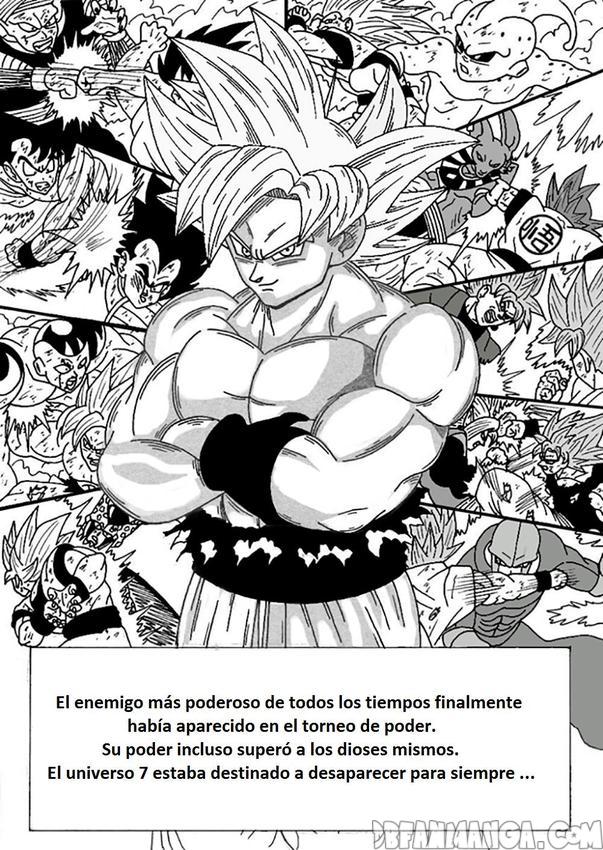 悟
El enemigo más poderoso de todos los tiempos finalmente
había aparecido en el torneo de poder.
Su poder incluso superó a los dioses mismos.
El universo 7 estaba destinado a desaparecer para siempre ...
DBFANMANGA.COM